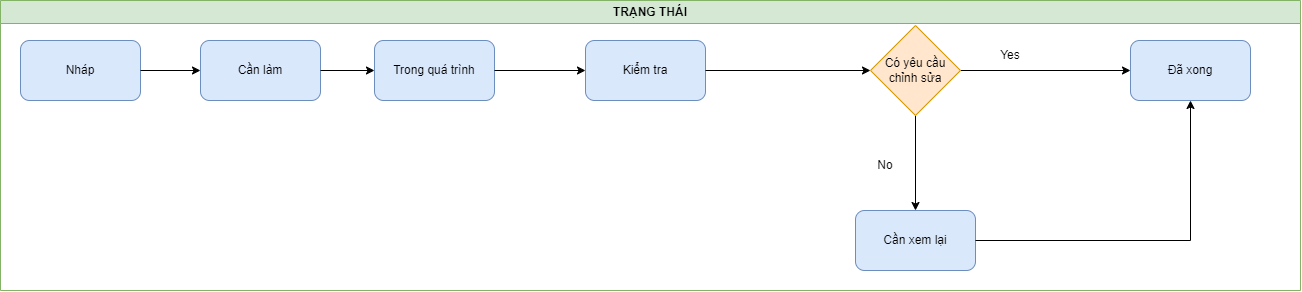 TRẠNG THÁI
Nháp
Cần làm
Trong quá trình
Kiểm tra
Có yêu cầu
chỉnh sửa
Yes
Đã xong
No
Cần xem lại